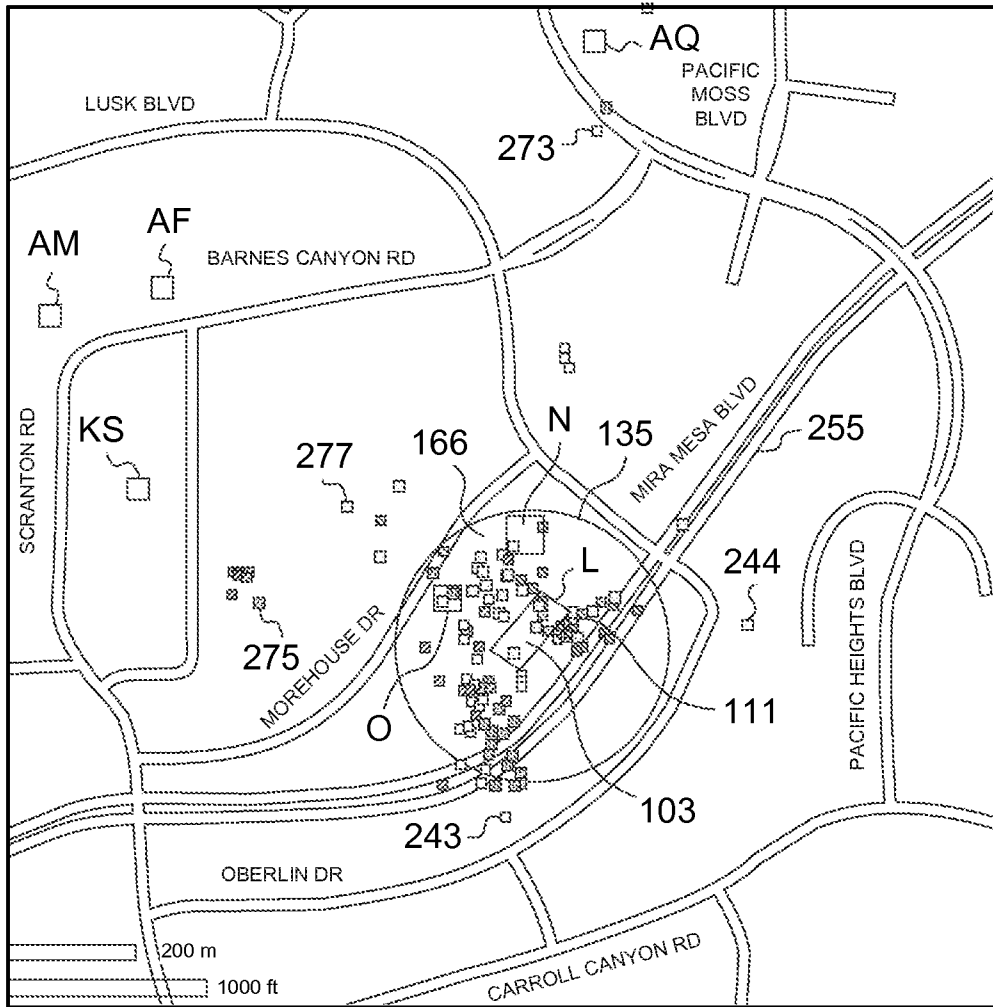 AQ
PACIFIC
MOSS
BLVD
LUSK BLVD
273
AM
AF
BARNES CANYON RD
SCRANTON RD
KS
277
166
N
135
MIRA MESA BLVD
255
L
244
275
MOREHOUSE DR
O
111
103
PACIFIC HEIGHTS BLVD
243
OBERLIN DR
200 m
1000 ft
CARROLL CANYON RD